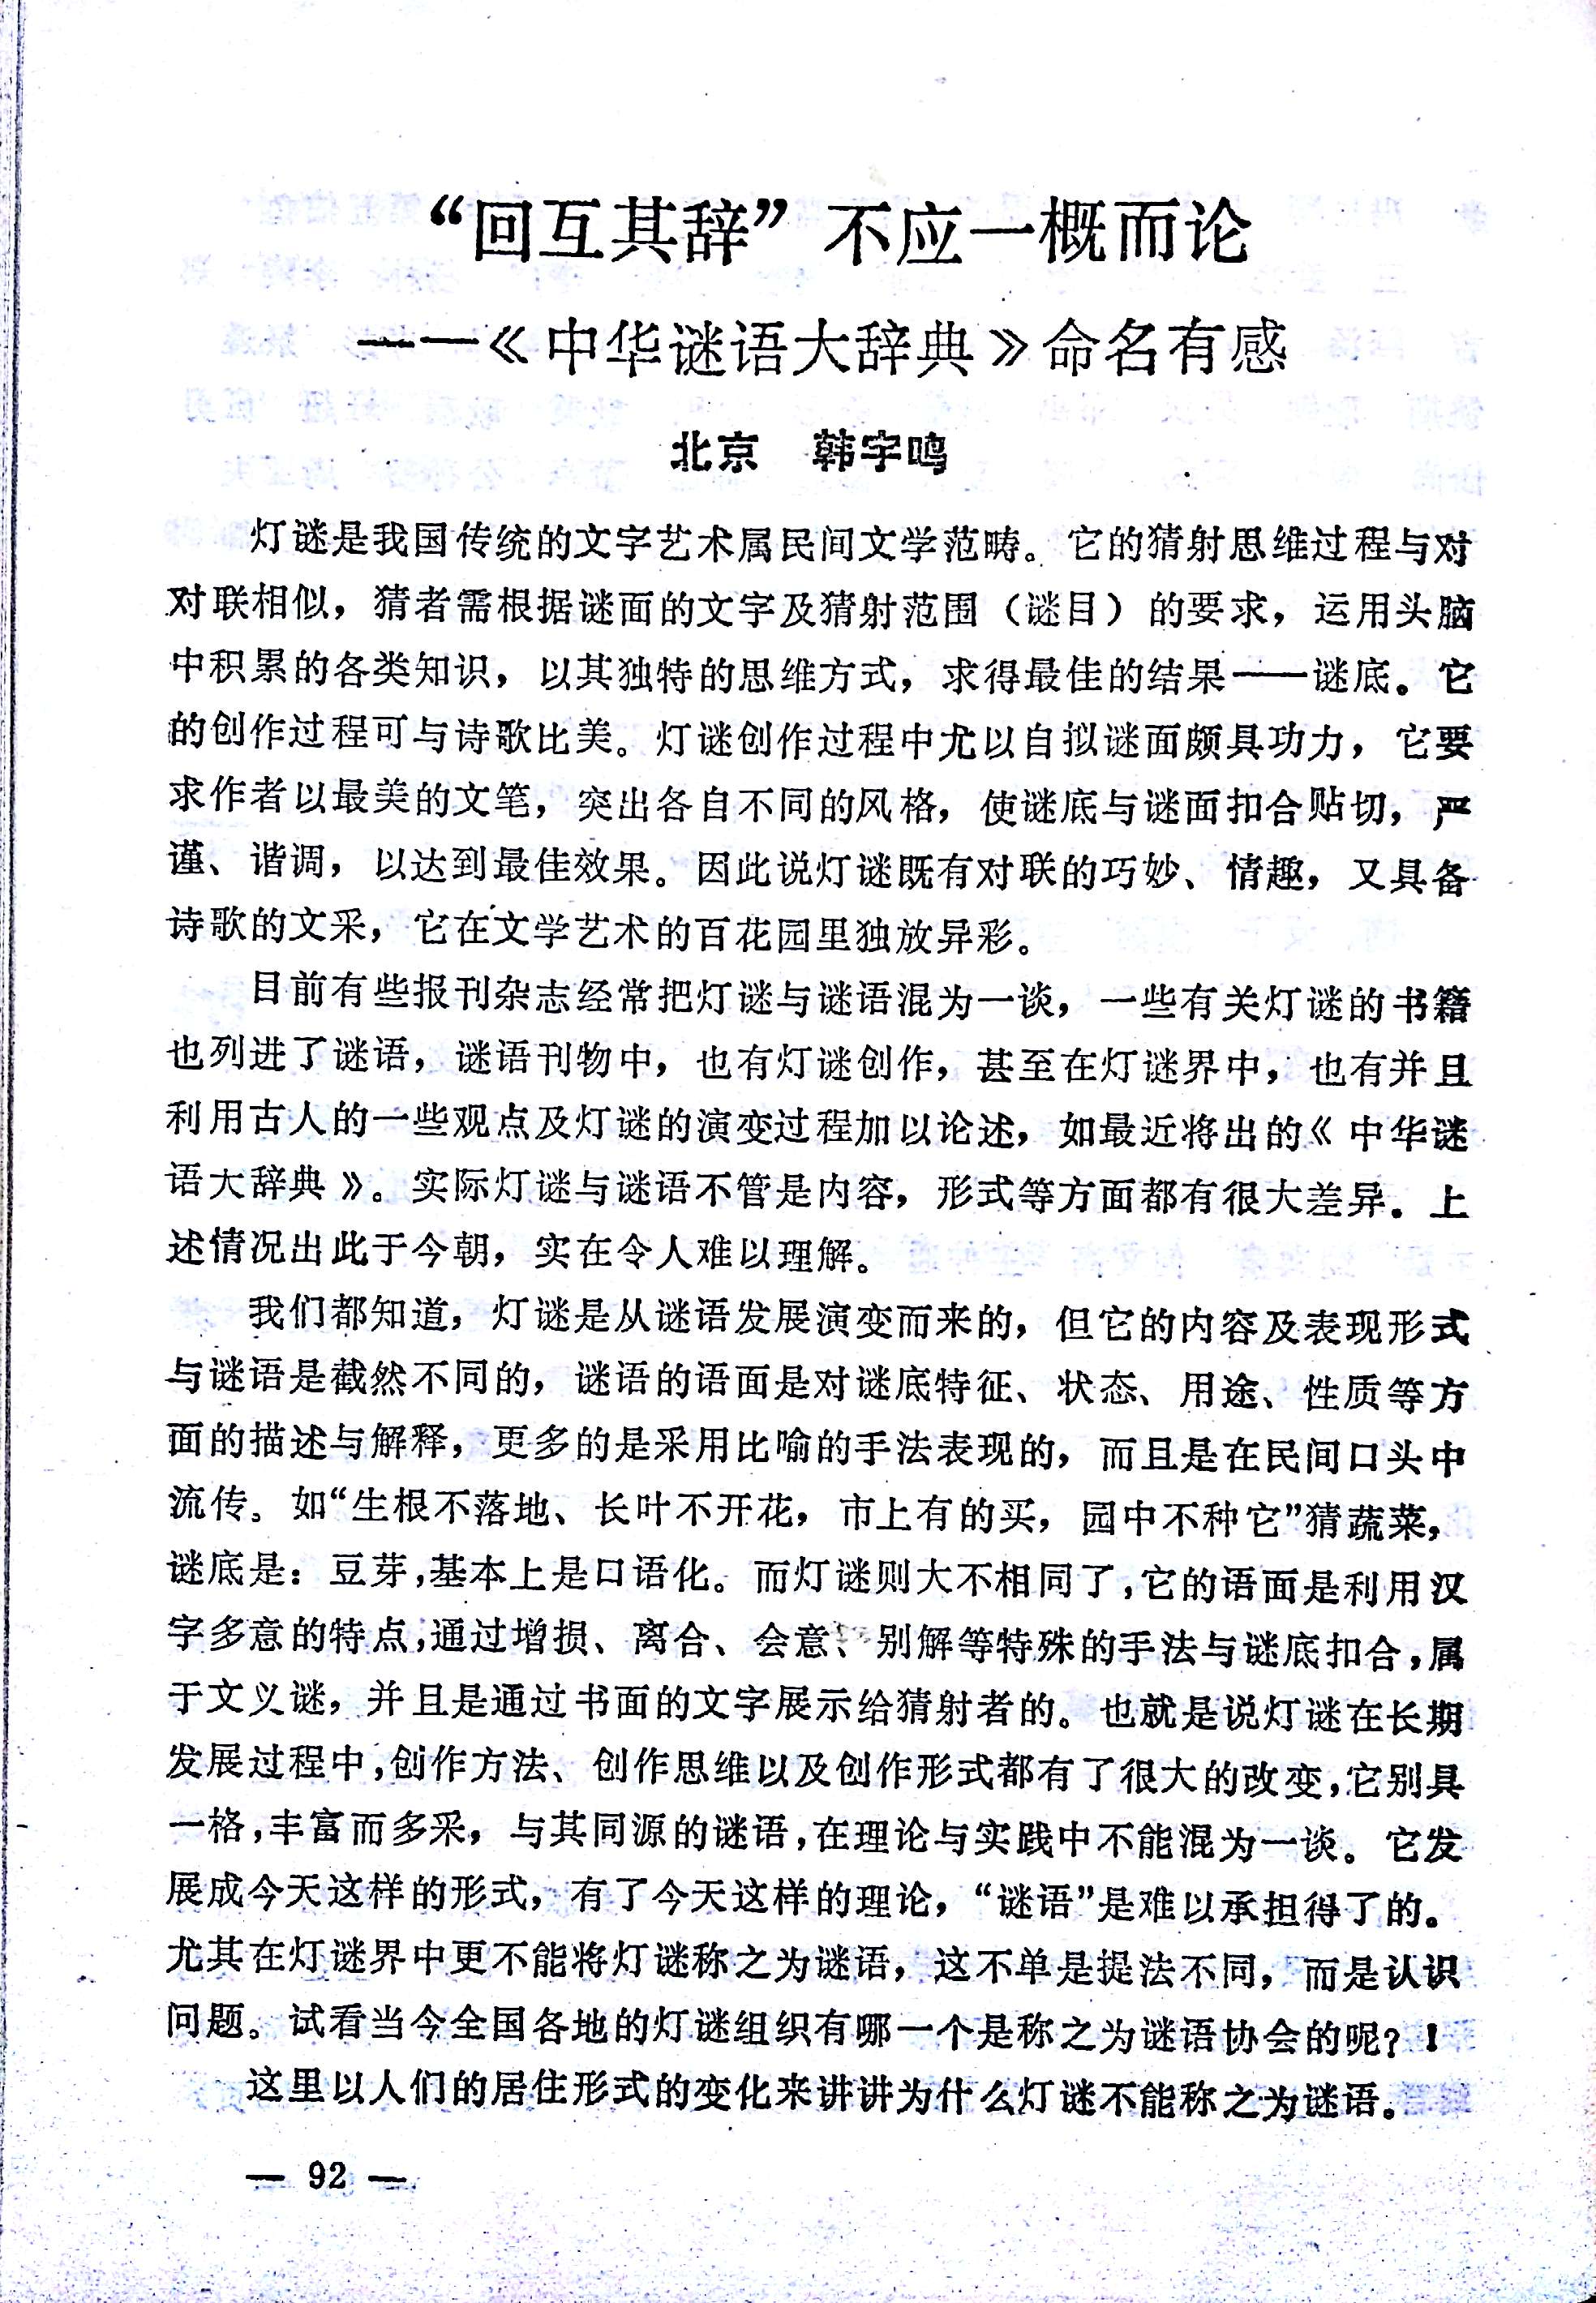 “回互其辞”不应一概而论
——《中华谜语大辞典》命名有感
北京 韩宇鸣
灯谜是我国传统的文字艺术属民间文学范畴。它的猜射思维过程与对
对联相似，猜者需根据谜面的文字及猜射范围（谜目）的要求，运用头脑
中积累的各类知识，以其独特的思维方式，求得最佳的结果——谜底。它
的创作过程可与诗歌比美。灯谜创作过程中尤以自拟谜面颇具功力，它要
求作者以最美的文笔，突出各自不同的风格，使谜底与谜面扣合贴切，严
谨、谐调，以达到最佳效果。因此说灯谜既有对联的巧妙、情趣，又具备
诗歌的文采，它在文学艺术的百花园里独放异彩。
目前有些报刊杂志经常把灯谜与谜语混为一谈，一些有关灯谜的书籍
也列进了谜语，谜语刊物中，也有灯谜创作，甚至在灯谜界中，也有并且
利用古人的一些观点及灯谜的演变过程加以论述，如最近将出的《中华谜
语大辞典》。实际灯谜与谜语不管是内容，形式等方面都有很大差异。上
述情况出此于今朝，实在令人难以理解。
我们都知道，灯谜是从谜语发展演变而来的，但它的内容及表现形式
与谜语是截然不同的，谜语的语面是对谜底特征、状态、用途、性质等方
面的描述与解释，更多的是采用比喻的手法表现的，而且是在民间口头中
流传。如“生根不落地、长叶不开花，市上有的买，园中不种它”猜蔬菜，
谜底是：豆芽，基本上是口语化。而灯谜则大不相同了，它的语面是利用汉
字多意的特点，通过增损、离合、会意、别解等特殊的手法与谜底扣合，属
于文义谜，并且是通过书面的文字展示给猜射者的。也就是说灯谜在长期
发展过程中，创作方法、创作思维以及创作形式都有了很大的改变，它别具
一格，丰富而多采，与其同源的谜语，在理论与实践中不能混为一谈。它发
展成今天这样的形式，有了今天这样的理论，“谜语”是难以承担得了的。
尤其在灯谜界中更不能将灯谜称之为谜语，这不单是提法不同，而是认识
问题。试看当今全国各地的灯谜组织有哪一个是称之为谜语协会的呢？！
这里以人们的居住形式的变化来讲讲为什么灯谜不能称之为谜语。
— 92 —